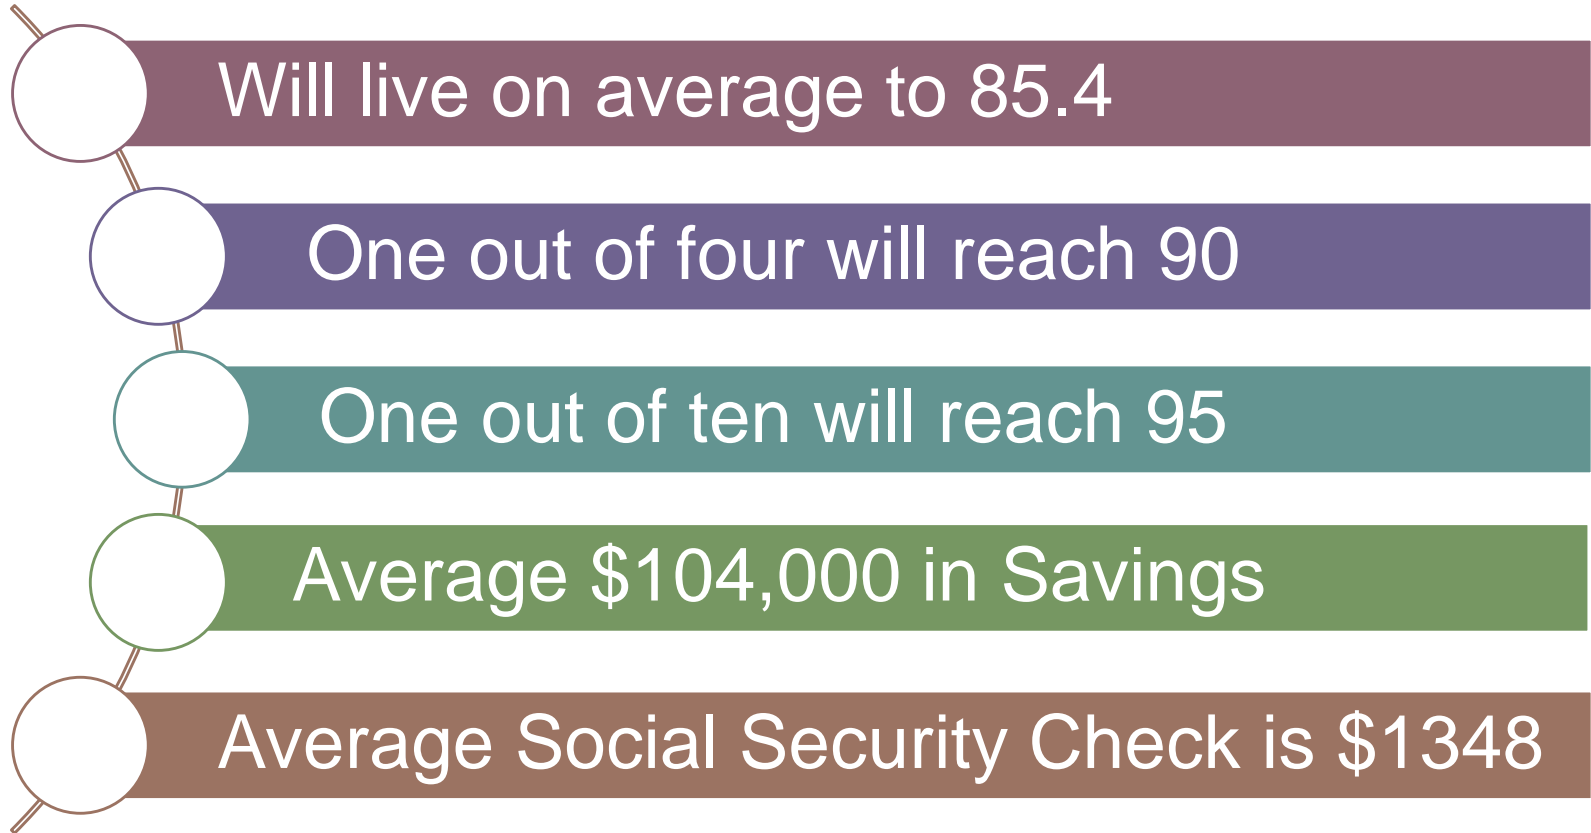 Will live on average to 85.4
One out of four will reach 90
One out of ten will reach 95
Average $104,000 in Savings
Average Social Security Check is $1348